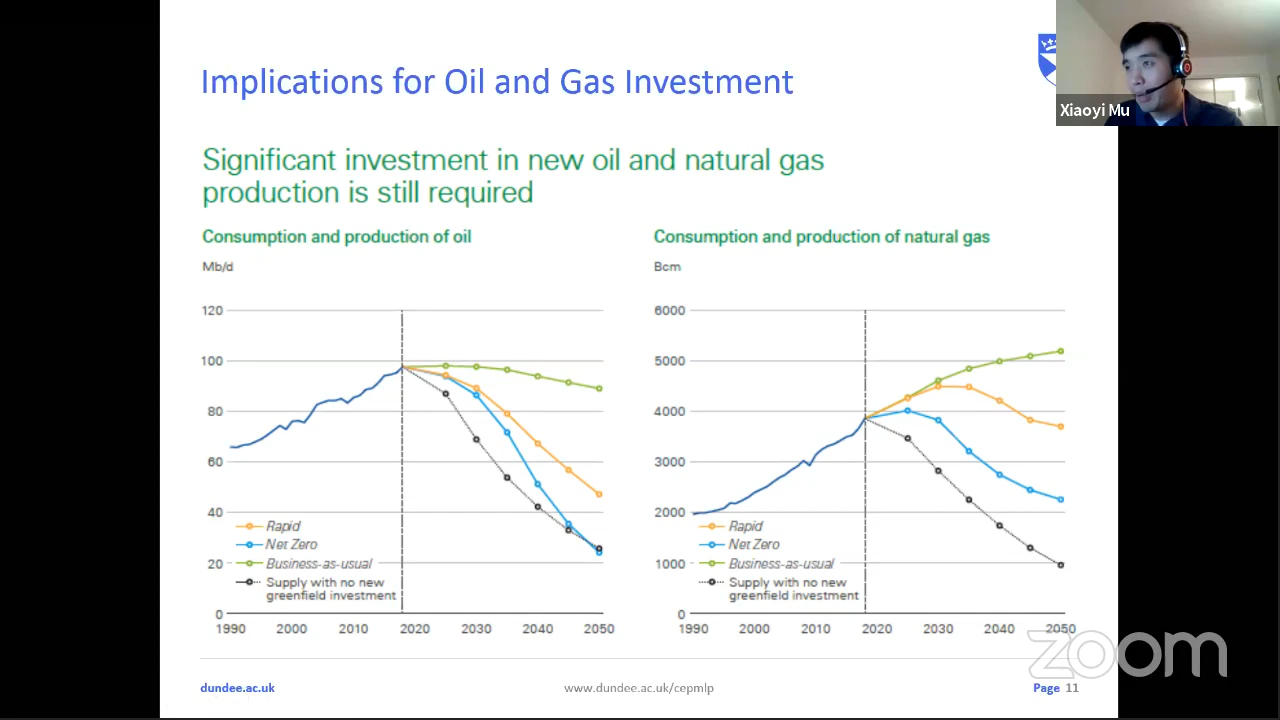 Implications for Oil and Gas Investment
Xiaoyi Mu
Significant investment in new oil and natural gas
production is still required
Consumption and production of oil
Mb/d
120
100
80
60
40
20
0
Rapid
Net Zero
Business-as-usual
Supply with no new
greenfield investment
1990 2000 2010 2020 2030 2040 2050
Consumption and production of natural gas
Bcm
6000
5000
4000
3000
2000
1000
0
Rapid
Net Zero
Business-as-usual
Supply with no new
greenfield investment
1990 2000 2010 2020 2030 2040 2050
zoom
dundee.ac.uk
www.dundee.ac.uk/cepmlp
Page 11